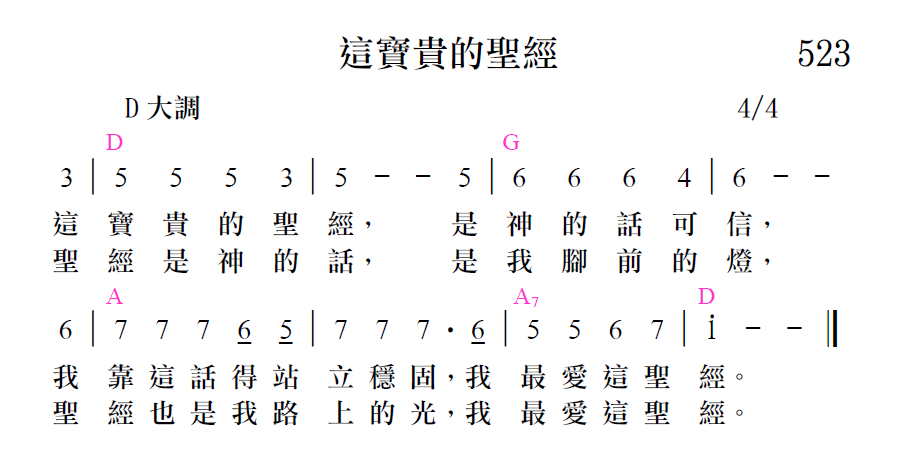 這寶貴的聖經 523
D 大調 4/4
D G
3 | 5 5 5 3 | 5 − − 5 | 6 6 6 4 | 6 − −
這 寶 貴 的 聖 經， 是 神 的 話 可 信，
聖 經 是 神 的 話， 是 我 腳 前 的 燈，
A A7 D
6 | 7 7 7 6 5 | 7 7 7 · 6 | 5 5 6 7 | i − − ||
我 靠 這 話 得 站 立 穩 固，我 最 愛 這 聖 經。
聖 經 也 是 我 路 上 的 光，我 最 愛 這 聖 經。